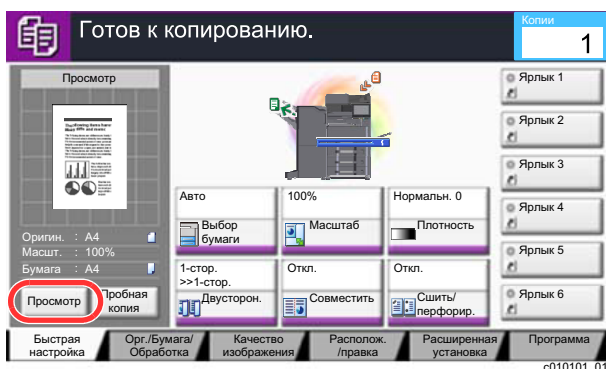 Готов к копированию.
Копии
1
Просмотр
Оригин. : A4
Масшт. : 100%
Бумага : A4
Просмотр
Пробная
копия
Авто
Выбор
бумаги
100%
Масштаб
Нормальн. 0
Плотность
1-стор.
>>1-стор.
Двусторон.
Откл.
Совместить
Откл.
Сшить/
перфорир.
Ярлык 1
Ярлык 2
Ярлык 3
Ярлык 4
Ярлык 5
Ярлык 6
Быстрая
настройка
Орг./Бумага/
Обработка
Качество
изображения
Располож.
/правка
Расширенная
установка
Программа
c010101_01